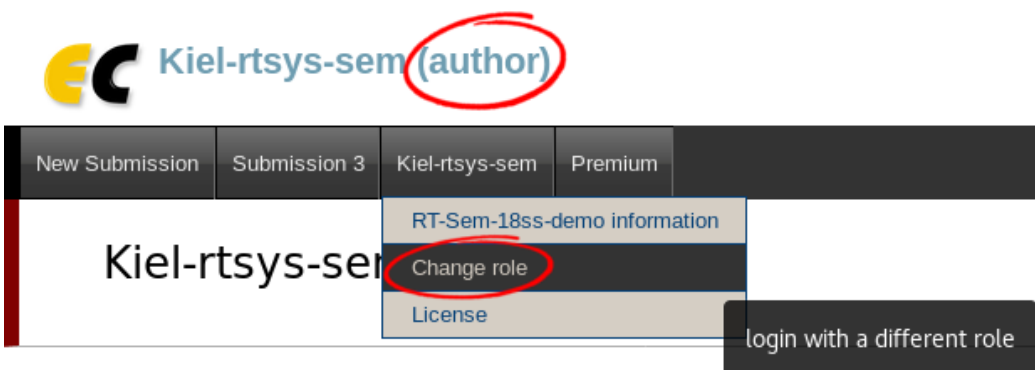 EC Kiel-rtsys-sem (author)
New Submission Submission 3 Kiel-rtsys-sem Premium
RT-Sem-18ss-demo information
Kiel-rtsys-se
Change role
License
login with a different role